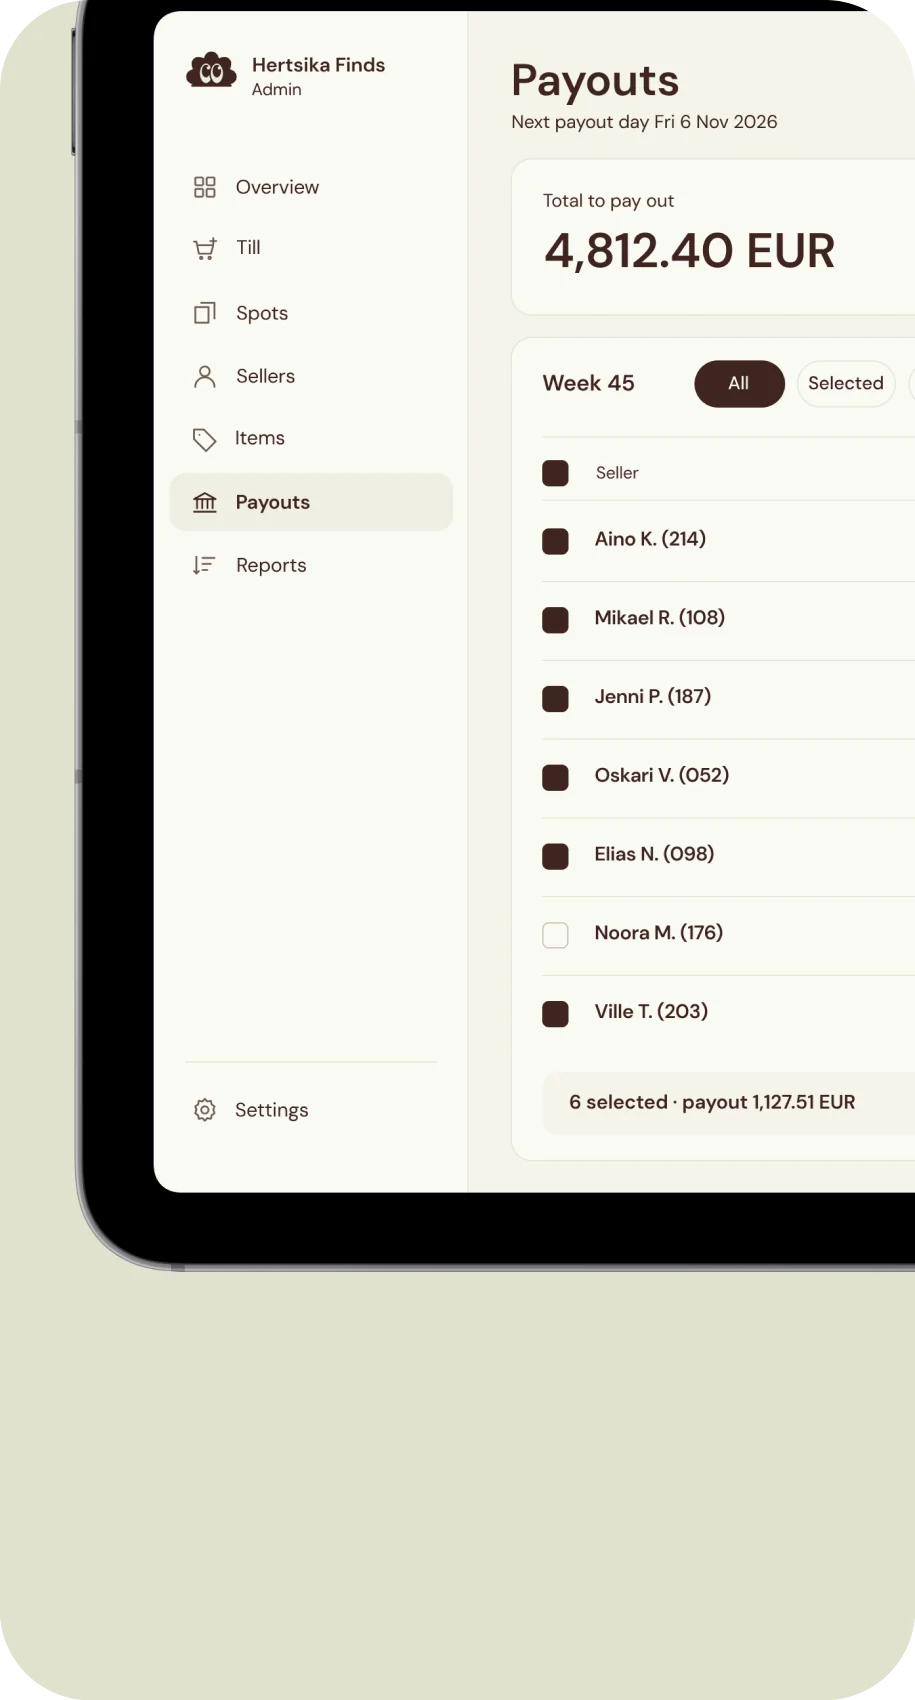 Hertsika Finds
Admin
Overview
Till
Spots
Sellers
Items
Payouts
Reports
Settings
Payouts
Next payout day Fri 6 Nov 2026
Total to pay out
4,812.40 EUR
Week 45
All
Selected
Seller
Aino K. (214)
Mikael R. (108)
Jenni P. (187)
Oskari V. (052)
Elias N. (098)
Noora M. (176)
Ville T. (203)
6 selected · payout 1,127.51 EUR